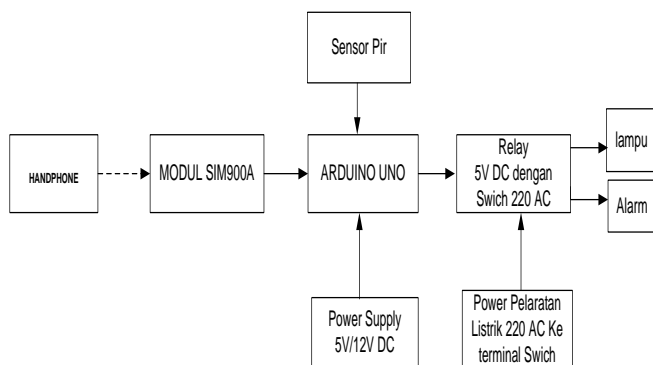 Sensor Pir
HANDPHONE
MODUL SIM900A
ARDUINO UNO
Relay
5V DC dengan
Swich 220 AC
lampu
Alarm
Power Supply
5V/12V DC
Power Pelaratan
Listrik 220 AC Ke
terminal Swich